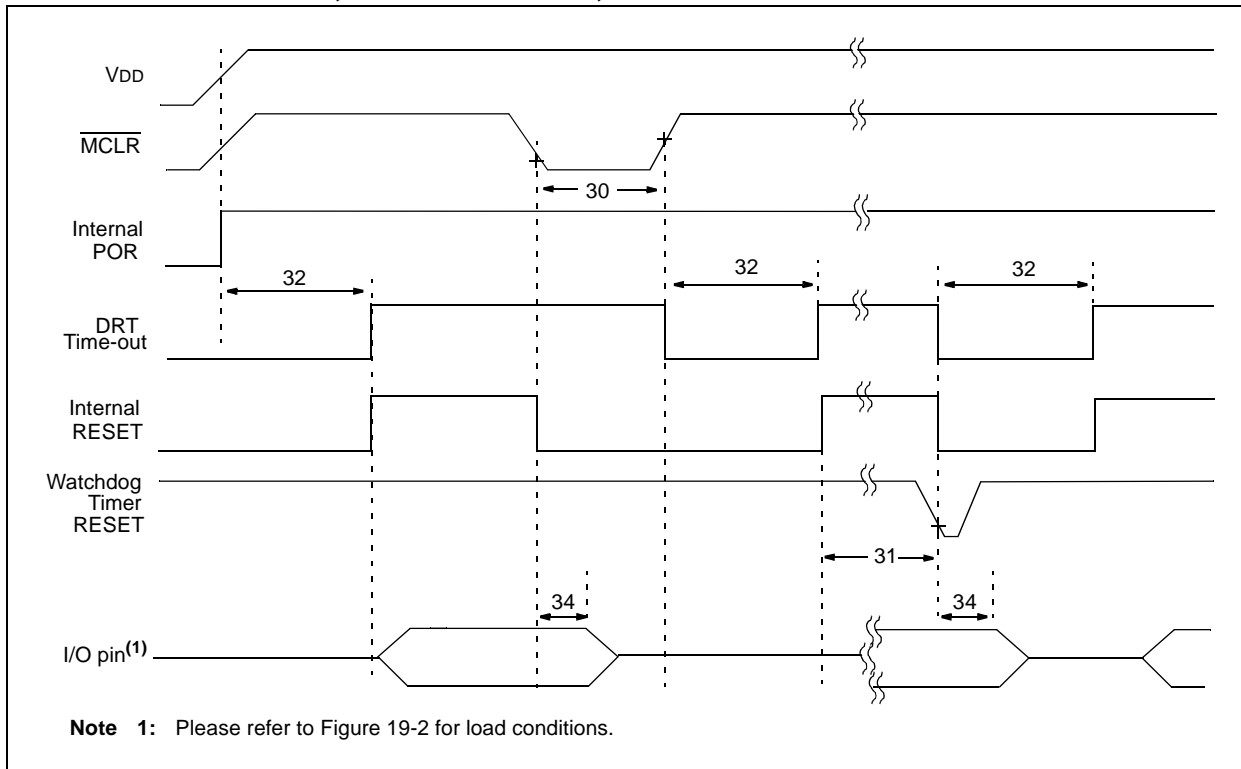 VDD
MCLR
30
Internal
POR
32
32
32
DRT
Time-out
Internal
RESET
Watchdog
Timer
RESET
31
34
34
I/O pin(1)
Note 1: Please refer to Figure 19-2 for load conditions.